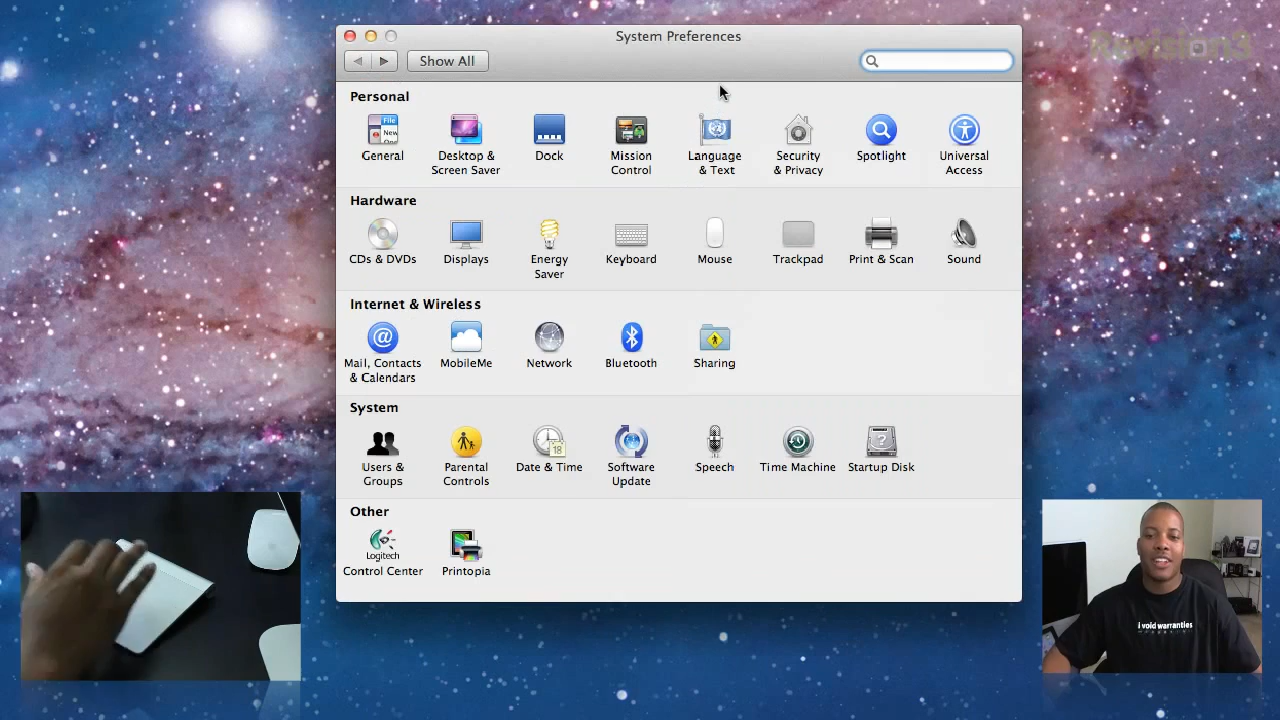 Revision3
System Preferences
Show All
Personal
General
Desktop &
Screen Saver
Dock
Mission
Control
Language
& Text
Security
& Privacy
Spotlight
Universal
Access
Hardware
CDs & DVDs
Displays
Energy
Saver
Keyboard
Mouse
Trackpad
Print & Scan
Sound
Internet & Wireless
Mail, Contacts
& Calendars
MobileMe
Network
Bluetooth
Sharing
System
Users &
Groups
Parental
Controls
Date & Time
18
Software
Update
Speech
Time Machine
Startup Disk
Other
Logitech
Control Center
Printopia
i void warranties